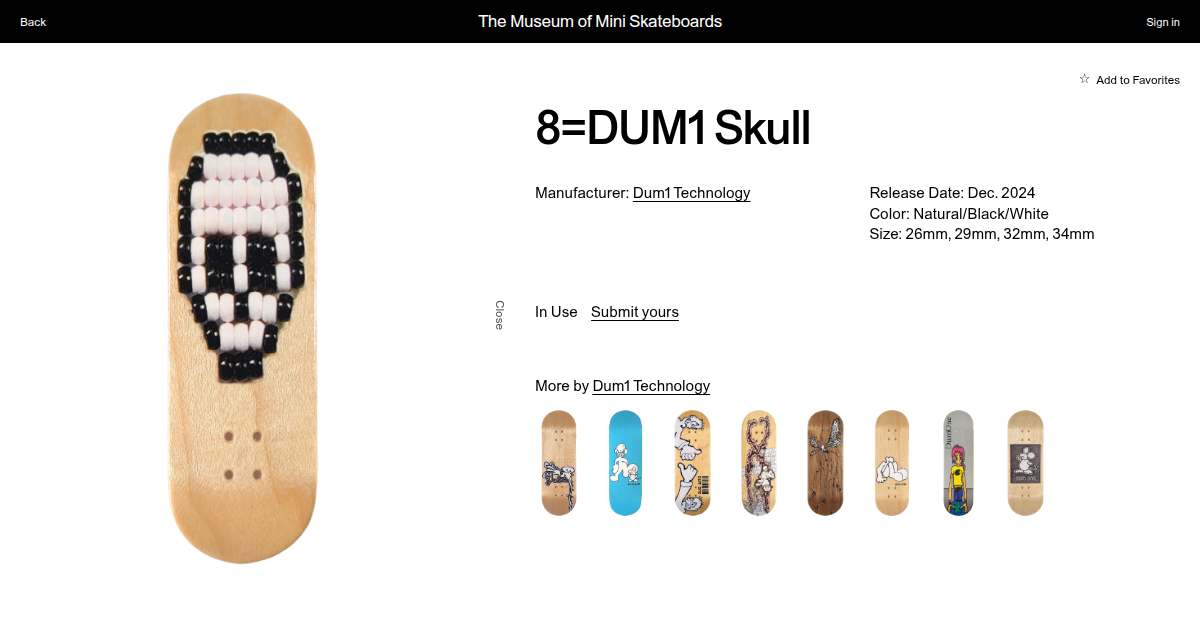 Back
The Museum of Mini Skateboards
Sign in
☆ Add to Favorites
8=DUM1 Skull
Manufacturer: Dum1 Technology
Release Date: Dec. 2024
Color: Natural/Black/White
Size: 26mm, 29mm, 32mm, 34mm
Close
In Use Submit yours
More by Dum1 Technology